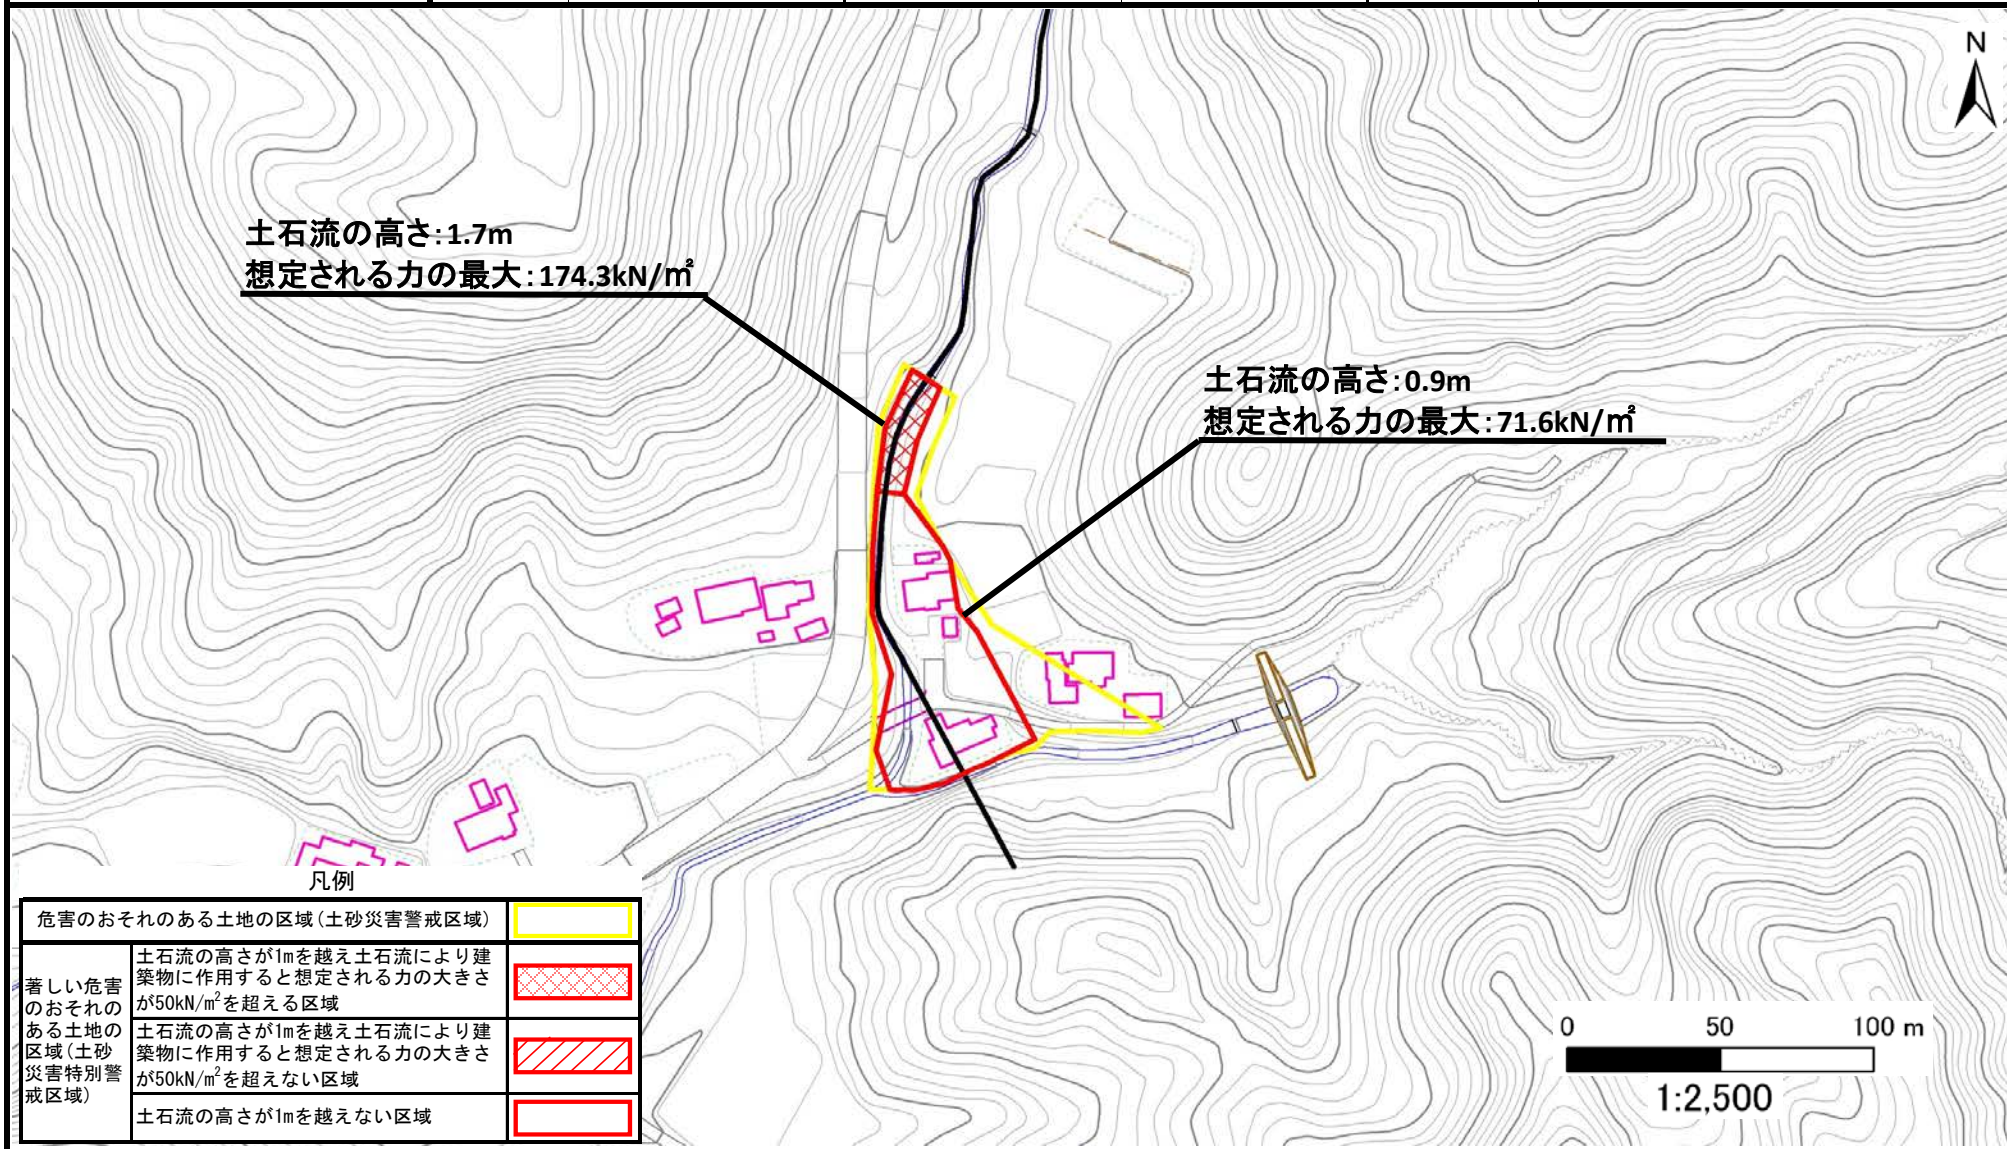 N
土石流の高さ:1.7m
想定される力の最大:174.3kN/㎡
土石流の高さ:0.9m
想定される力の最大:71.6kN/㎡
凡例
危害のおそれのある土地の区域(土砂災害警戒区域)
著しい危害
のおそれの
ある土地の
区域(土砂
災害特別警
戒区域)
土石流の高さが1mを越え土石流により建
築物に作用すると想定される力の大きさ
が50kN/m²を超える区域
土石流の高さが1mを越え土石流により建
築物に作用すると想定される力の大きさ
が50kN/m²を超えない区域
土石流の高さが1mを越えない区域
0 50 100 m
1:2,500